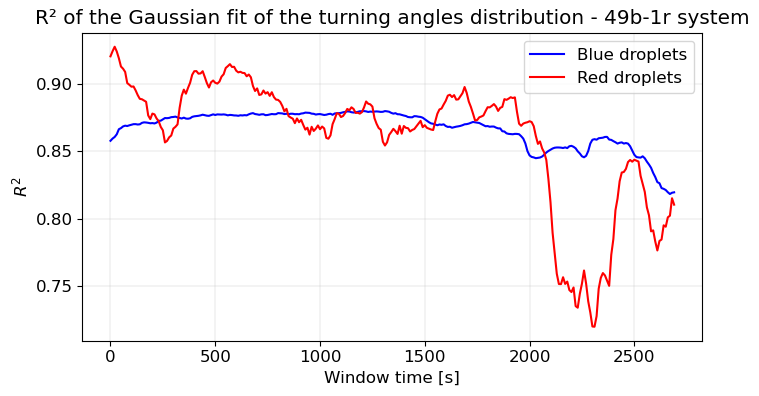 R² of the Gaussian fit of the turning angles distribution - 49b-1r system
Blue droplets
Red droplets
0.90
0.85
0.80
0.75
R²
0 500 1000 1500 2000 2500
Window time [s]